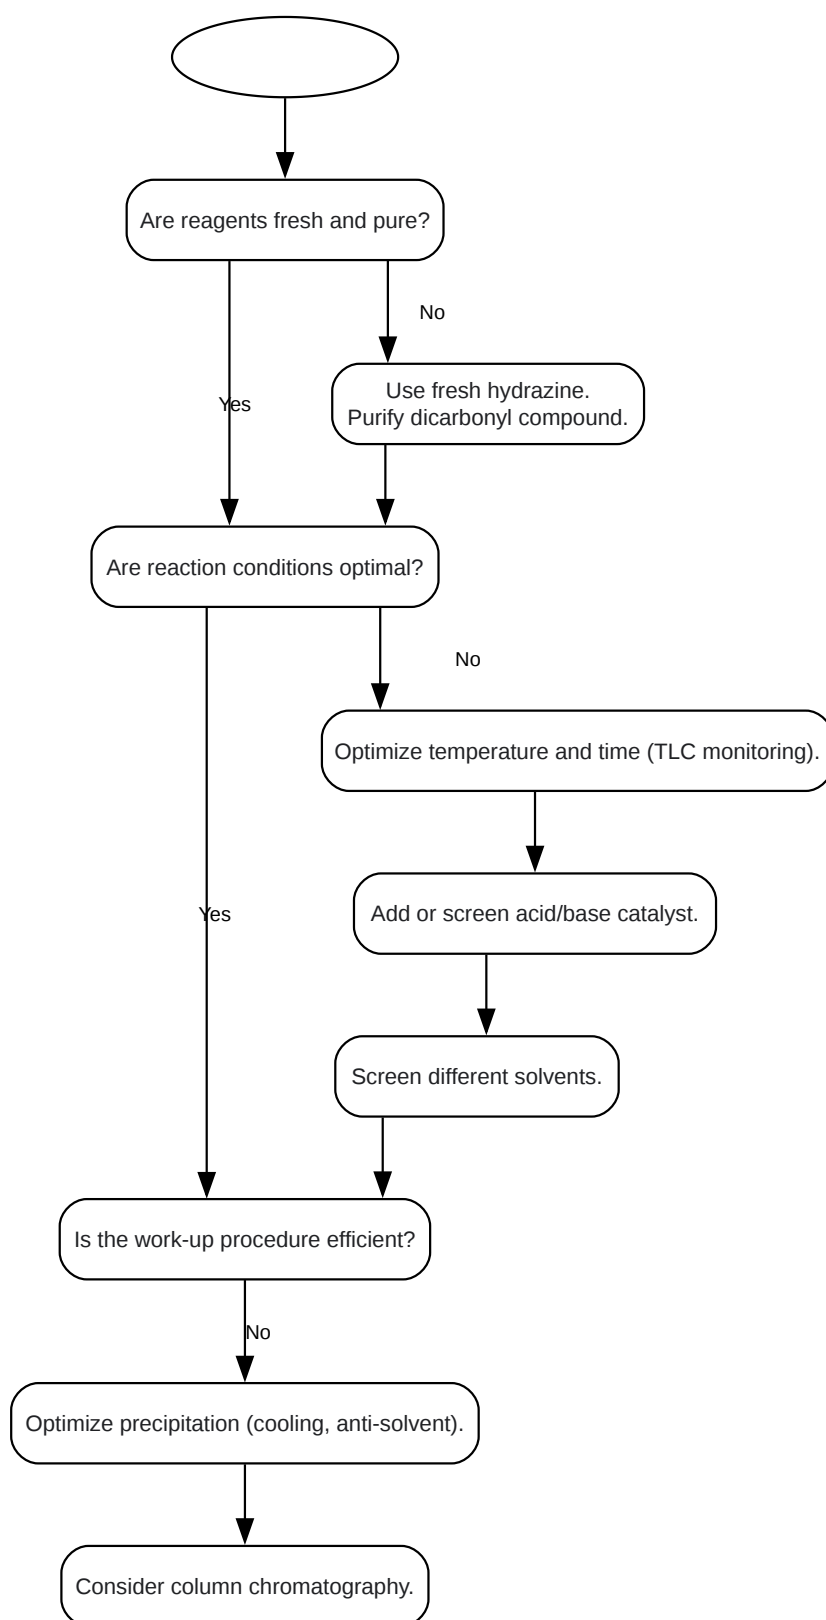 Are reagents fresh and pure?
No
Use fresh hydrazine.
Purify dicarbonyl compound.
Yes
Are reaction conditions optimal?
No
Optimize temperature and time (TLC monitoring).
Yes
Add or screen acid/base catalyst.
Screen different solvents.
Is the work-up procedure efficient?
No
Optimize precipitation (cooling, anti-solvent).
Consider column chromatography.